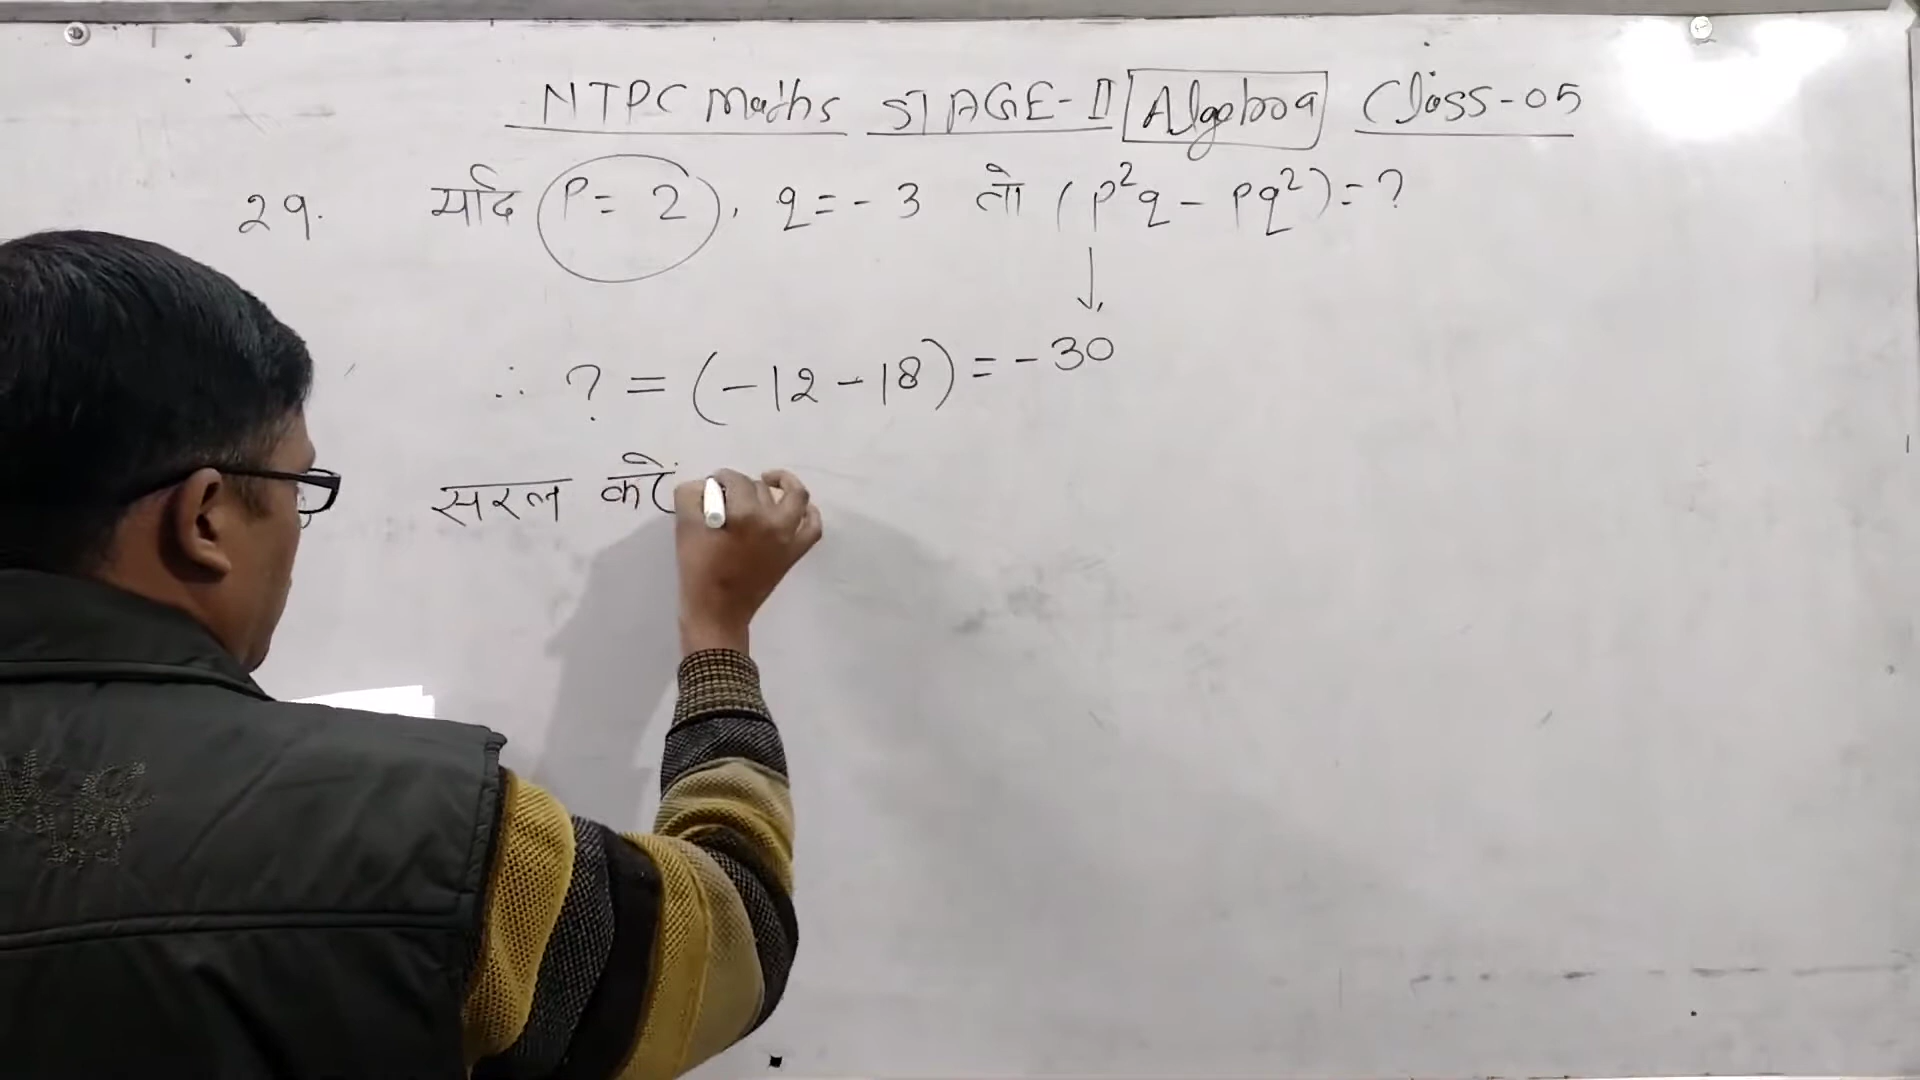 NTPC Maths STAGE-II Algebra Class-05
29. यदि P = 2, q = - 3 तो (p²q - pq²) = ?
∴ ? = (-12 - 18) = -30
सरल करें